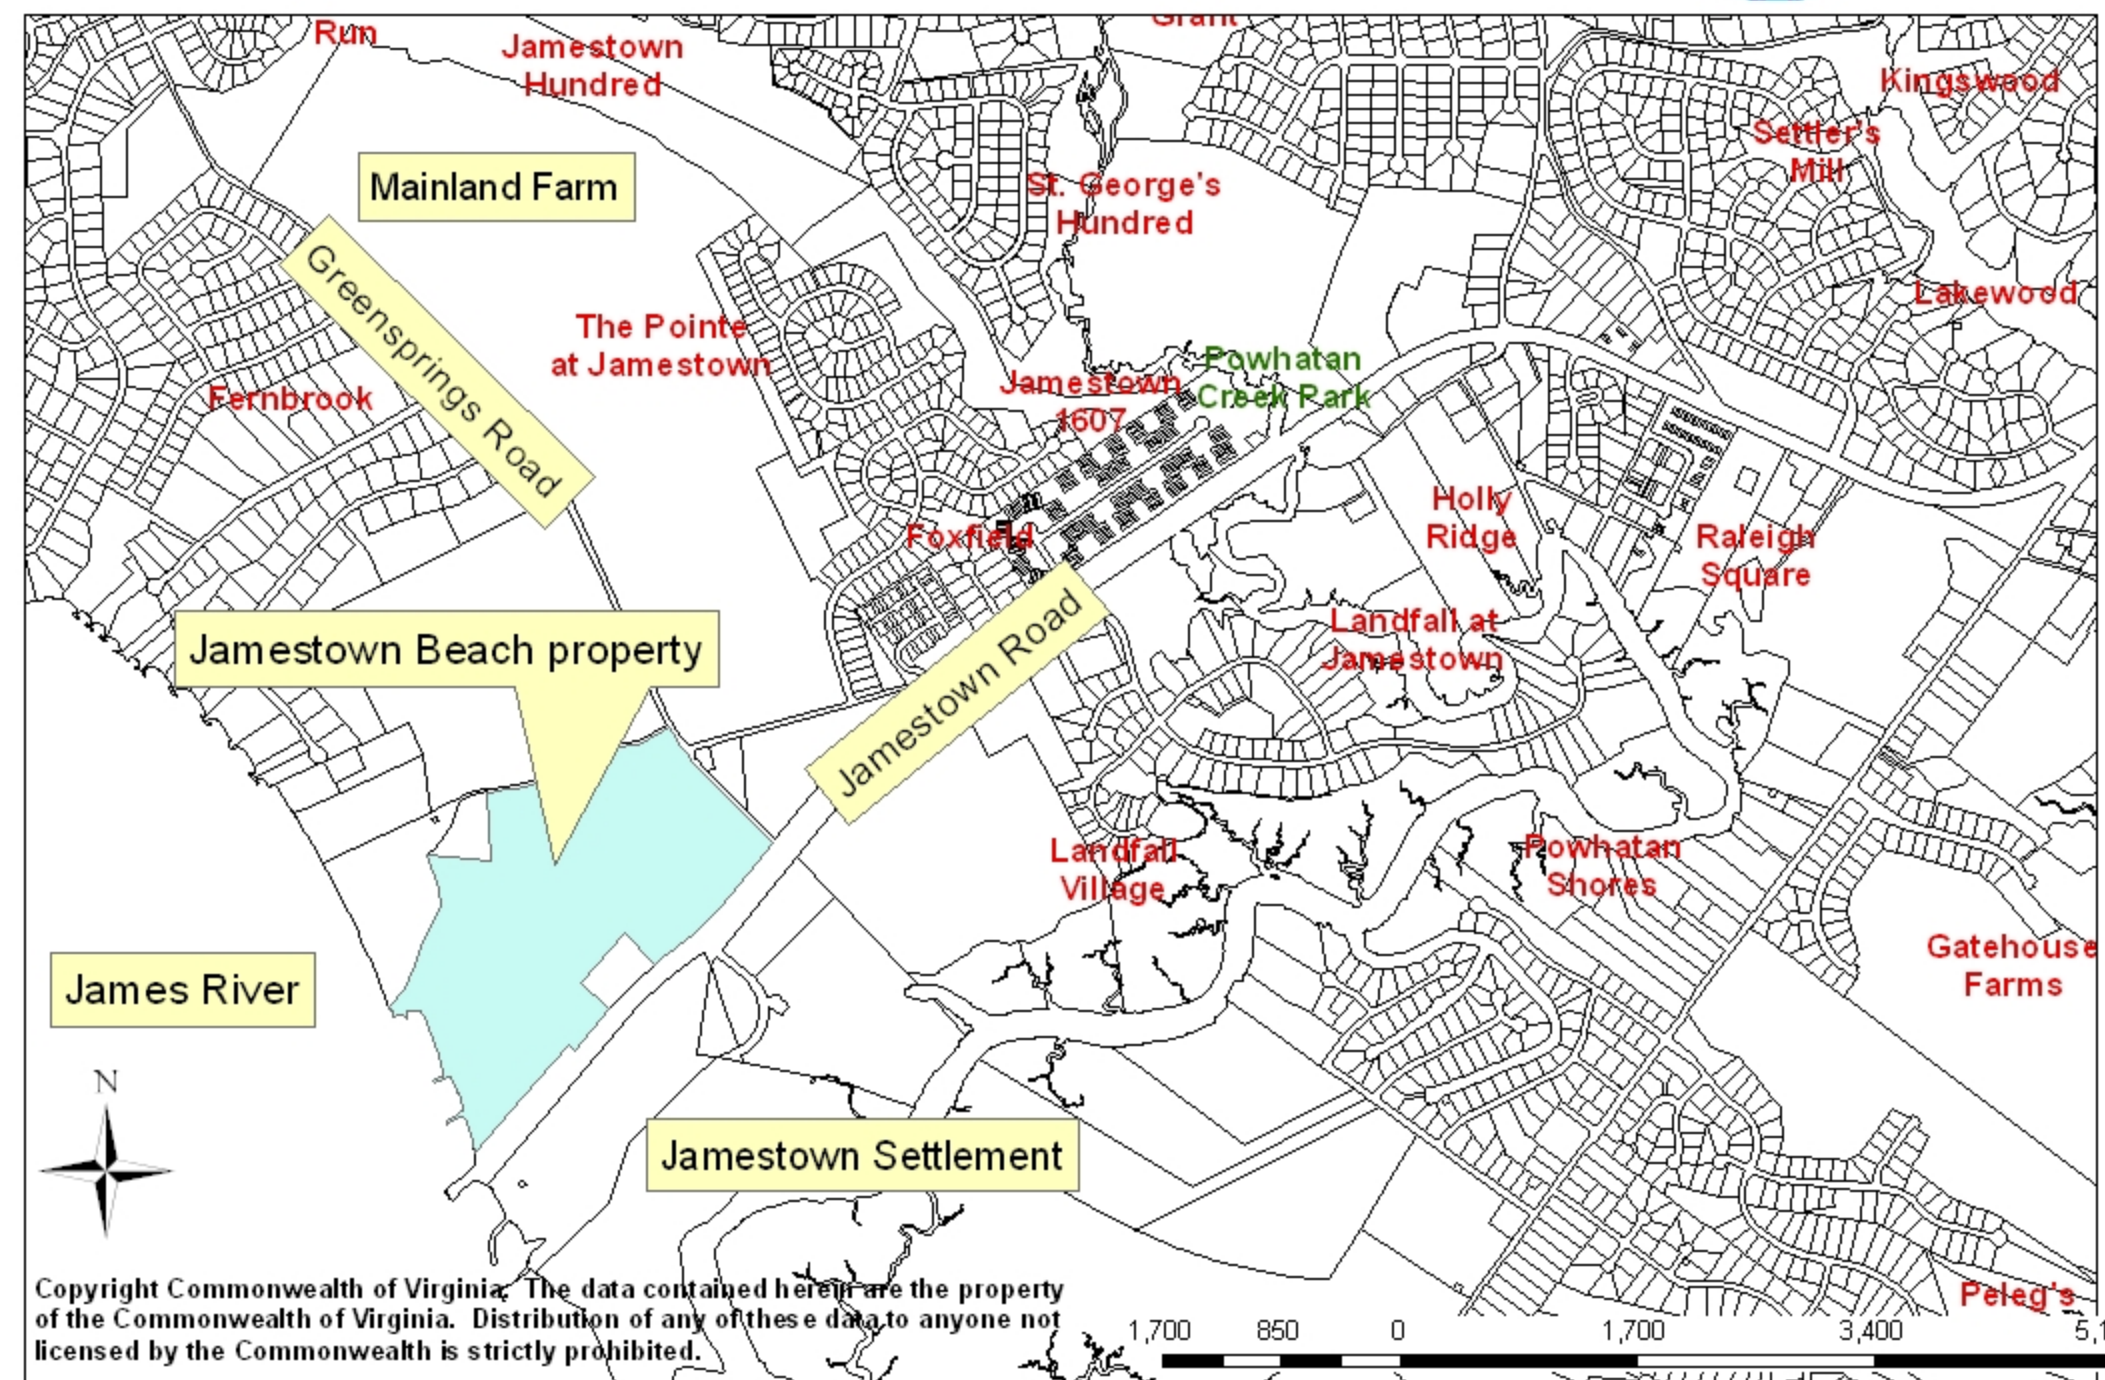 Run
Jamestown
Hundred
Grant
Kingswood
Settler's
Mill
Mainland Farm
St. George's
Hundred
Greensprings Road
Lakewood
The Pointe
at Jamestown
Powhatan
Creek Park
Jamestown
1607
Fernbrook
Holly
Ridge
Foxfield
Raleigh
Square
Jamestown Beach property
Landfall at
Jamestown
Jamestown Road
Landfall
Village
Powhatan
Shores
Gatehouse
Farms
James River
N
Jamestown Settlement
Peleg's
Copyright Commonwealth of Virginia. The data contained herein are the property
of the Commonwealth of Virginia. Distribution of any of these data to anyone not
licensed by the Commonwealth is strictly prohibited.
1,700 850 0 1,700 3,400